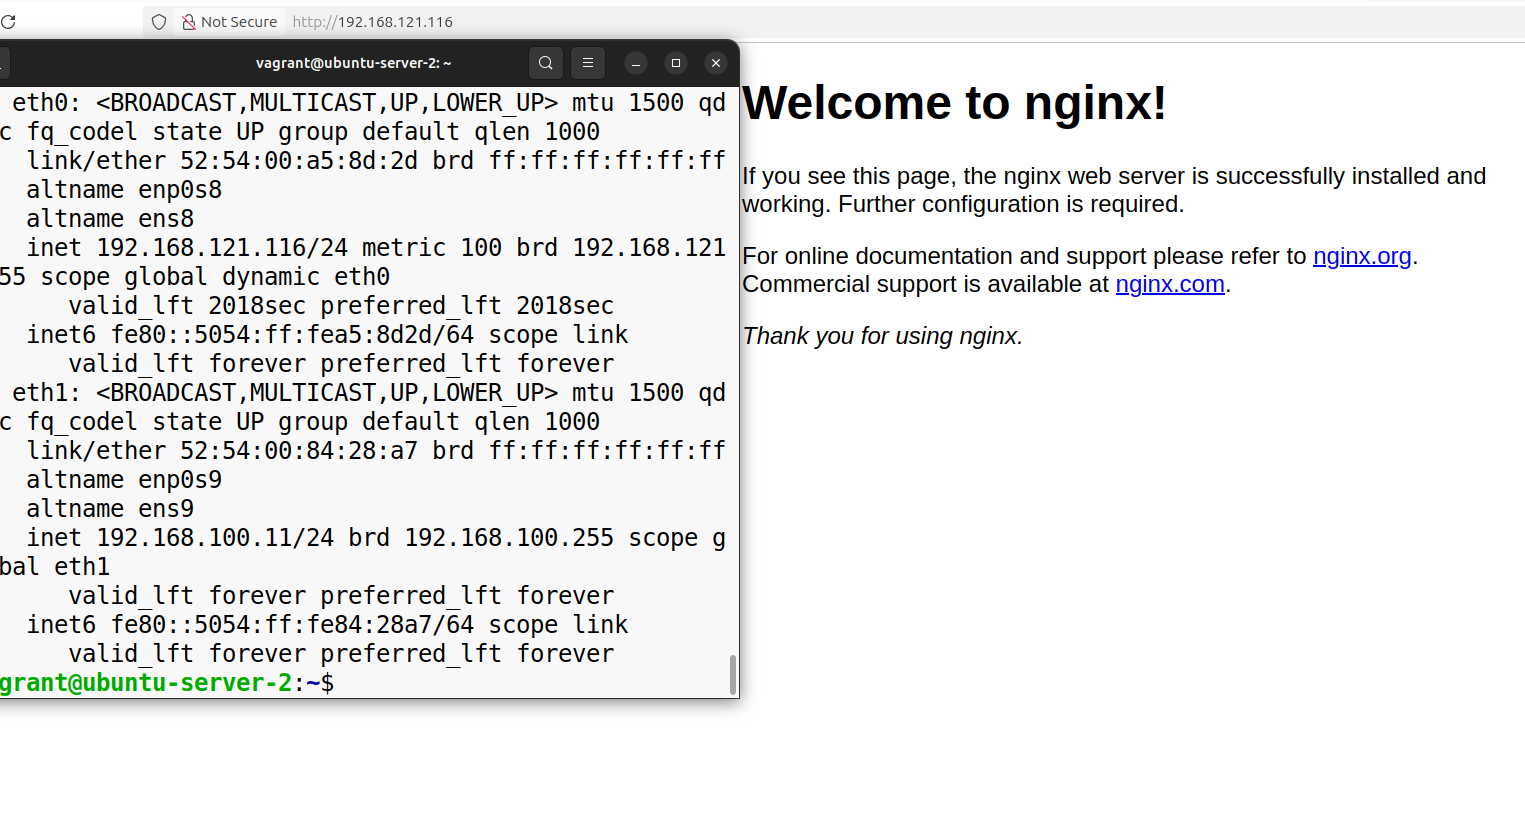 Not Secure http://192.168.121.116
vagrant@ubuntu-server-2: ~
eth0: <BROADCAST,MULTICAST,UP,LOWER_UP> mtu 1500 qd
c fq_codel state UP group default qlen 1000
link/ether 52:54:00:a5:8d:2d brd ff:ff:ff:ff:ff:ff
altname enp0s8
altname ens8
inet 192.168.121.116/24 metric 100 brd 192.168.121
55 scope global dynamic eth0
valid_lft 2018sec preferred_lft 2018sec
inet6 fe80::5054:ff:fea5:8d2d/64 scope link
valid_lft forever preferred_lft forever
eth1: <BROADCAST,MULTICAST,UP,LOWER_UP> mtu 1500 qd
c fq_codel state UP group default qlen 1000
link/ether 52:54:00:84:28:a7 brd ff:ff:ff:ff:ff:ff
altname enp0s9
altname ens9
inet 192.168.100.11/24 brd 192.168.100.255 scope g
bal eth1
valid_lft forever preferred_lft forever
inet6 fe80::5054:ff:fe84:28a7/64 scope link
valid_lft forever preferred_lft forever
grant@ubuntu-server-2:~$
Welcome to nginx!
If you see this page, the nginx web server is successfully installed and
working. Further configuration is required.
For online documentation and support please refer to nginx.org.
Commercial support is available at nginx.com.
Thank you for using nginx.